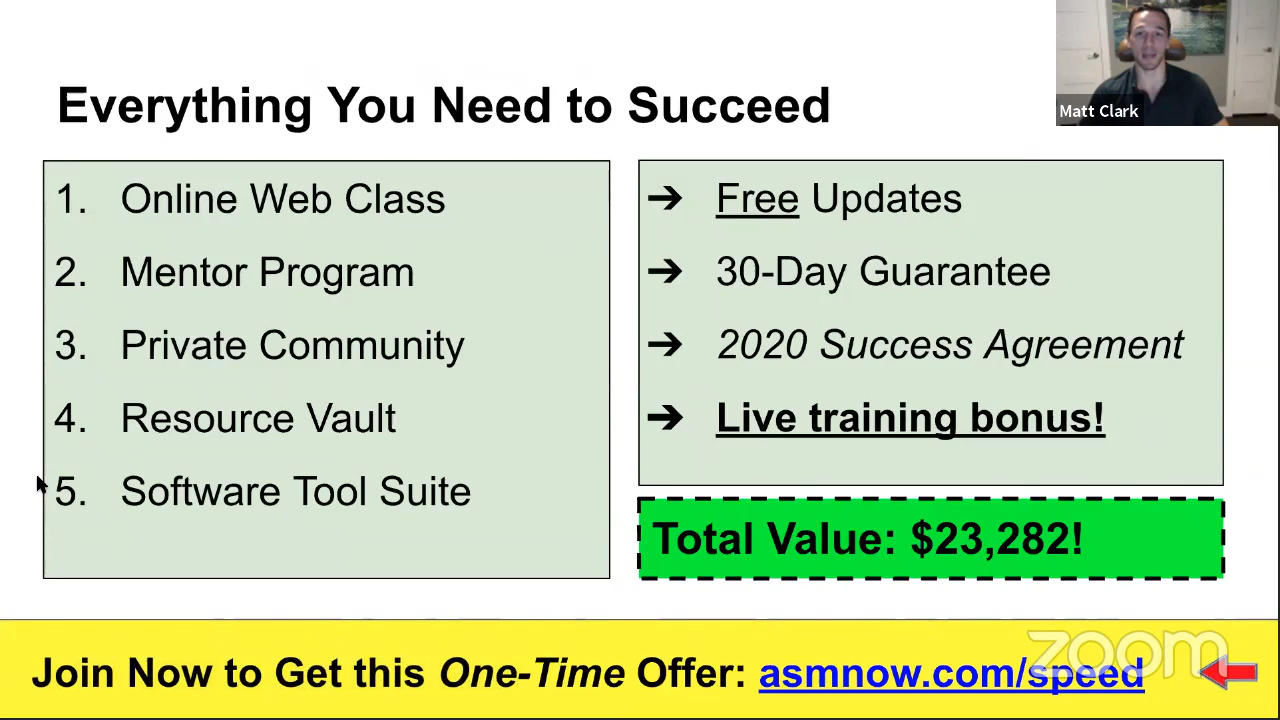 Matt Clark
Everything You Need to Succeed
1. Online Web Class
2. Mentor Program
3. Private Community
4. Resource Vault
5. Software Tool Suite
➔ Free Updates
➔ 30-Day Guarantee
➔ 2020 Success Agreement
➔ Live training bonus!
Total Value: $23,282!
Join Now to Get this One-Time Offer: asmnow.com/speed
zoom